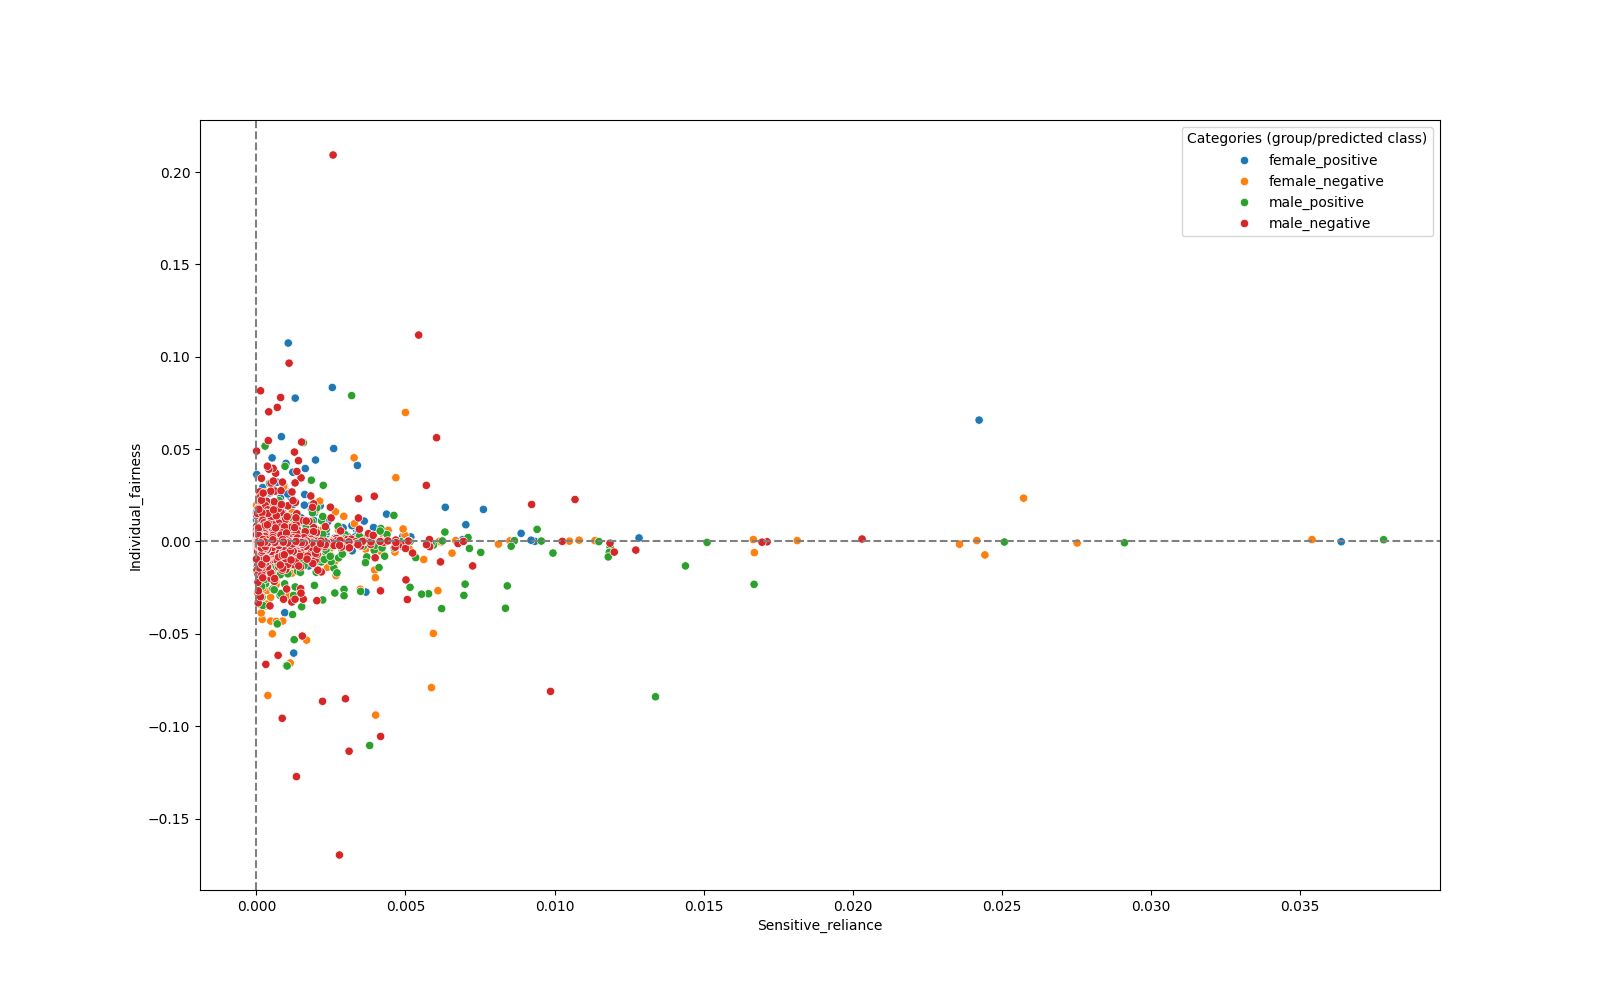 Categories (group/predicted class)
female_positive
female_negative
male_positive
male_negative
0.20
0.15
0.10
0.05
0.00
−0.05
−0.10
−0.15
Individual_fairness
0.000 0.005 0.010 0.015 0.020 0.025 0.030 0.035
Sensitive_reliance